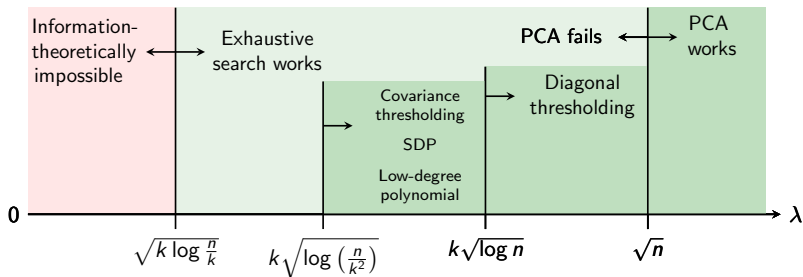 Information-
theoretically
impossible
Exhaustive
search works
Covariance
thresholding
SDP
Low-degree
polynomial
PCA fails
Diagonal
thresholding
PCA
works
0
λ
√(k log n/k)
k√(log (n/k²))
k√(log n)
√n